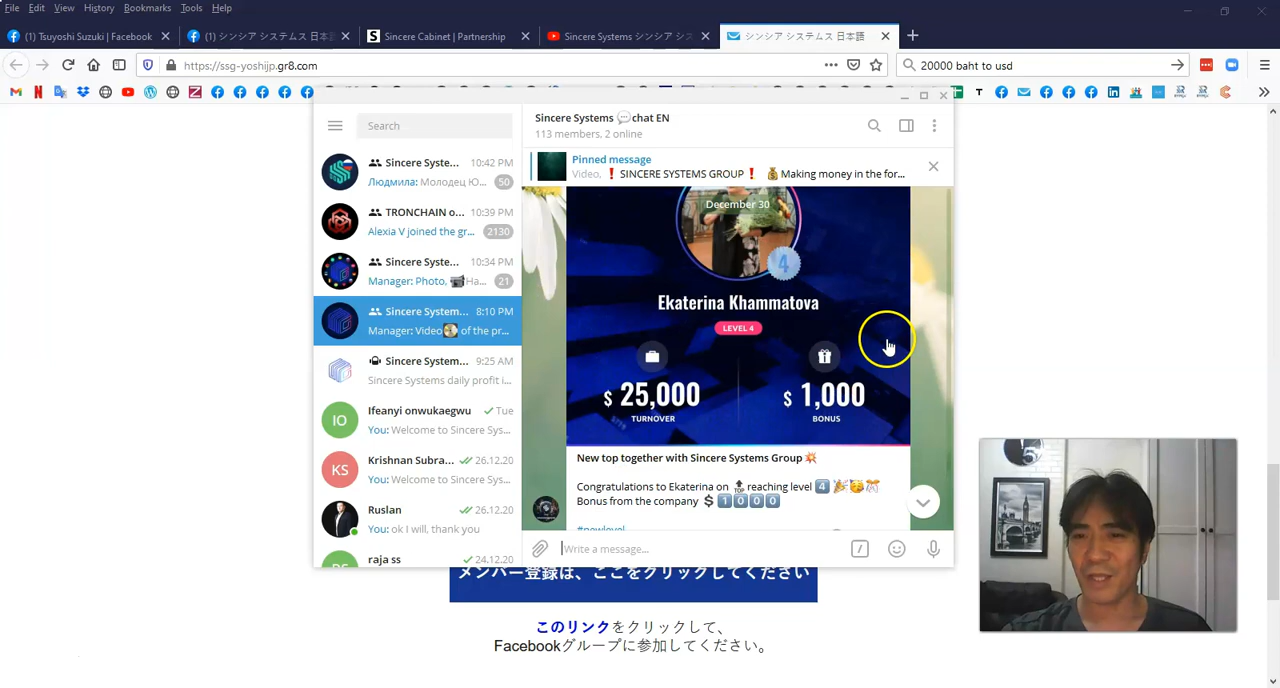 File Edit View History Bookmarks Tools Help
(1) Tsuyoshi Suzuki | Facebook
(1) シンシア システムス 日本語
Sincere Cabinet | Partnership
Sincere Systems シンシア シス
シンシア システムス 日本語
https://ssg-yoshijp.gr8.com
20000 baht to usd
Search
Sincere Syste... 10:42 PM
Людмила: Молодец Ю... 50
TRONCHAIN o... 10:39 PM
Alexia V joined the gr... 2130
Sincere Syste... 10:34 PM
Manager: Photo, 📹Ha... 21
Sincere System... 8:10 PM
Manager: Video of the pr...
Sincere System... 9:25 AM
Sincere Systems daily profit i...
IO
Ifeanyi onwukaegwu Tue
You: Welcome to Sincere Sys...
KS
Krishnan Subra... 26.12.20
You: Welcome to Sincere Sys...
Ruslan 26.12.20
You: ok I will, thank you
raja ss 24.12.20
Sincere Systems 💬chat EN
113 members, 2 online
Pinned message
Video, ❗ SINCERE SYSTEMS GROUP ❗ 💰Making money in the for...
December 30
4
Ekaterina Khammatova
LEVEL 4
$ 25,000
TURNOVER
$ 1,000
BONUS
New top together with Sincere Systems Group 💥
Congratulations to Ekaterina on 🔝 reaching level 4️⃣ 🎉🥳🎊
Bonus from the company $ 1️⃣0️⃣0️⃣0️⃣
#newlevel
Write a message...
メンバー登録は、ここをクリックしてください
このリンクをクリックして、
Facebookグループに参加してください。